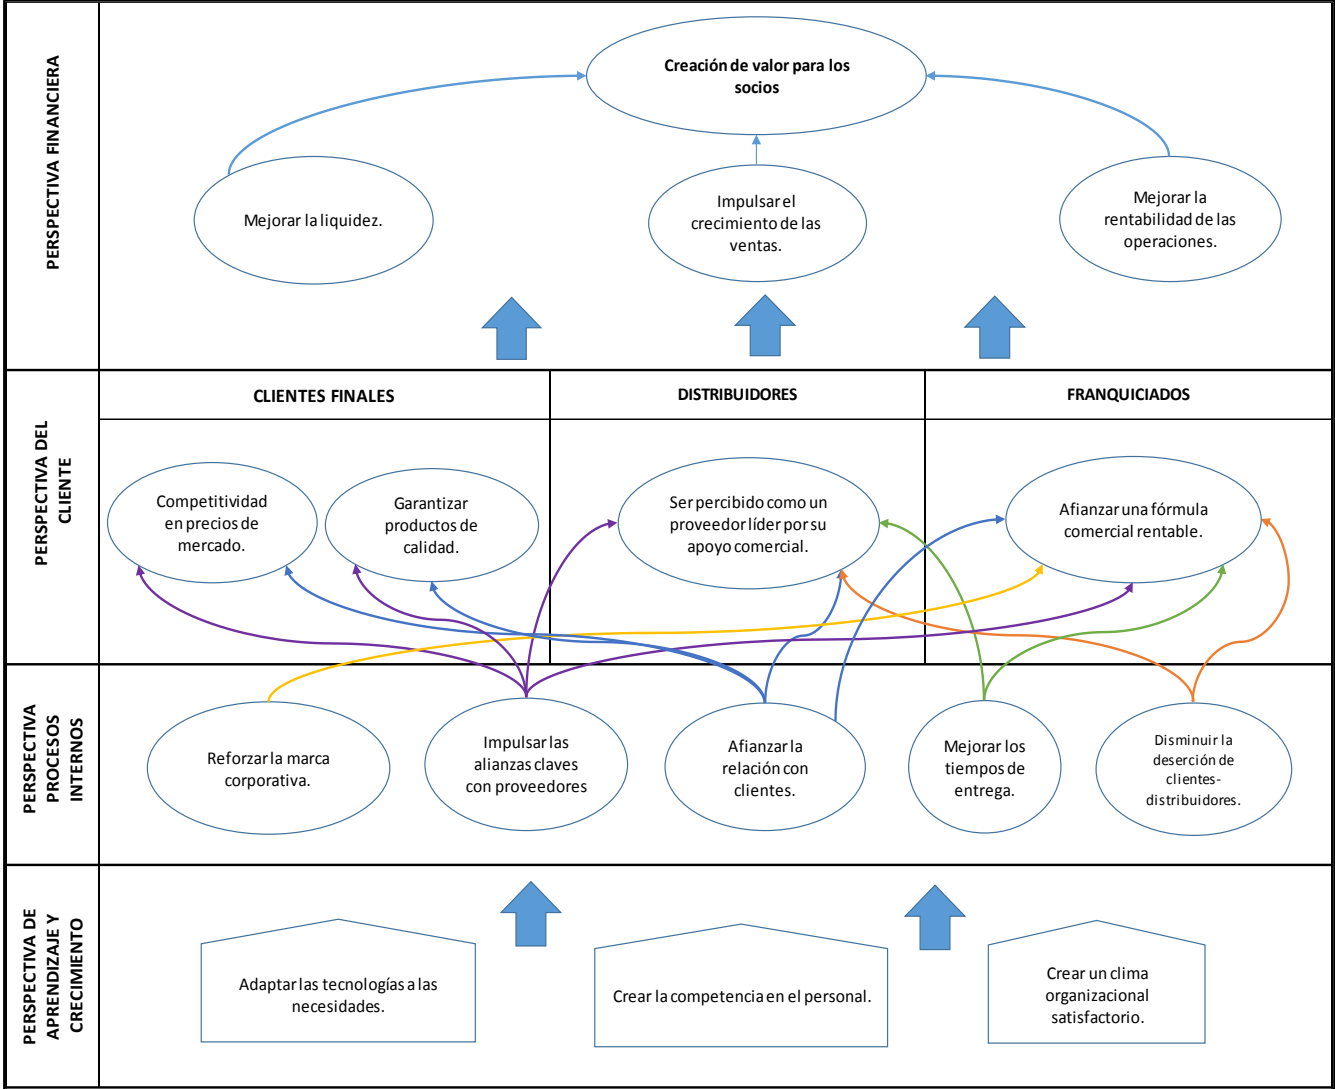 PERSPECTIVA FINANCIERA
Creación de valor para los
socios
Mejorar la liquidez.
Impulsar el
crecimiento de las
ventas.
Mejorar la
rentabilidad de las
operaciones.
PERSPECTIVA DEL
CLIENTE
CLIENTES FINALES
DISTRIBUIDORES
FRANQUICIADOS
Competitividad
en precios de
mercado.
Garantizar
productos de
calidad.
Ser percibido como un
proveedor líder por su
apoyo comercial.
Afianzar una fórmula
comercial rentable.
PERSPECTIVA
PROCESOS
INTERNOS
Reforzar la marca
corporativa.
Impulsar las
alianzas claves
con proveedores
Afianzar la
relación con
clientes.
Mejorar los
tiempos de
entrega.
Disminuir la
deserción de
clientes-
distribuidores.
PERSPECTIVA DE
APRENDIZAJE Y
CRECIMIENTO
Adaptar las tecnologías a las
necesidades.
Crear la competencia en el personal.
Crear un clima
organizacional
satisfactorio.